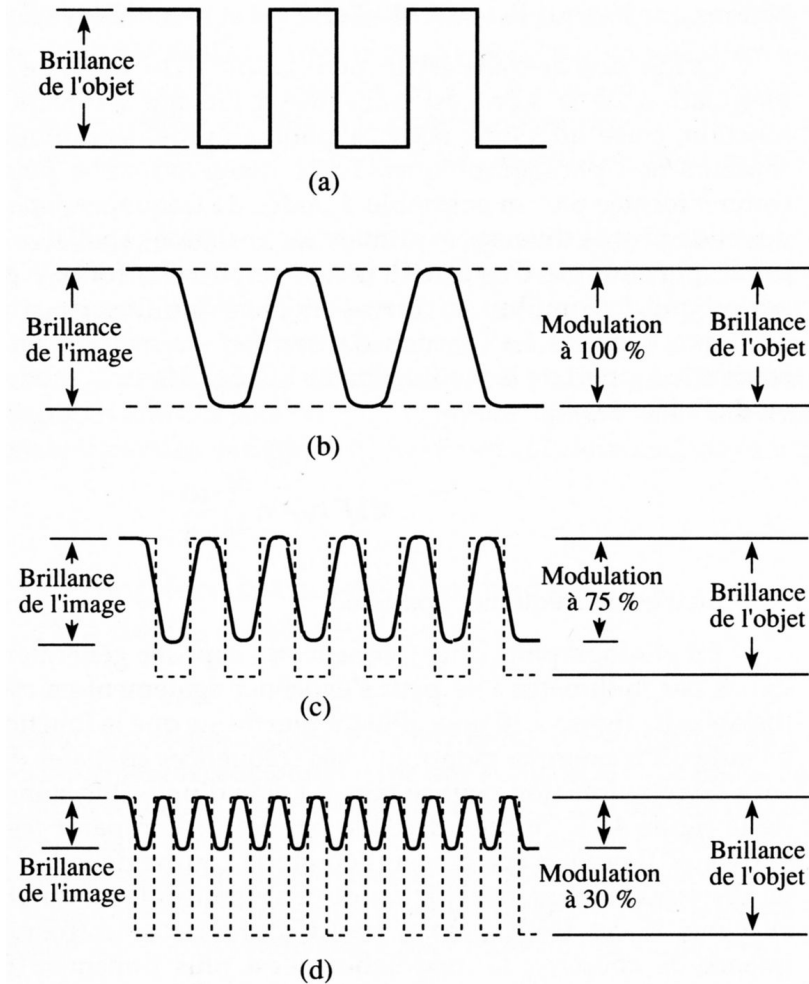 Brillance
de l'objet
(a)
Brillance
de l'image
Modulation
à 100 %
Brillance
de l'objet
(b)
Brillance
de l'image
Modulation
à 75 %
Brillance
de l'objet
(c)
Brillance
de l'image
Modulation
à 30 %
Brillance
de l'objet
(d)